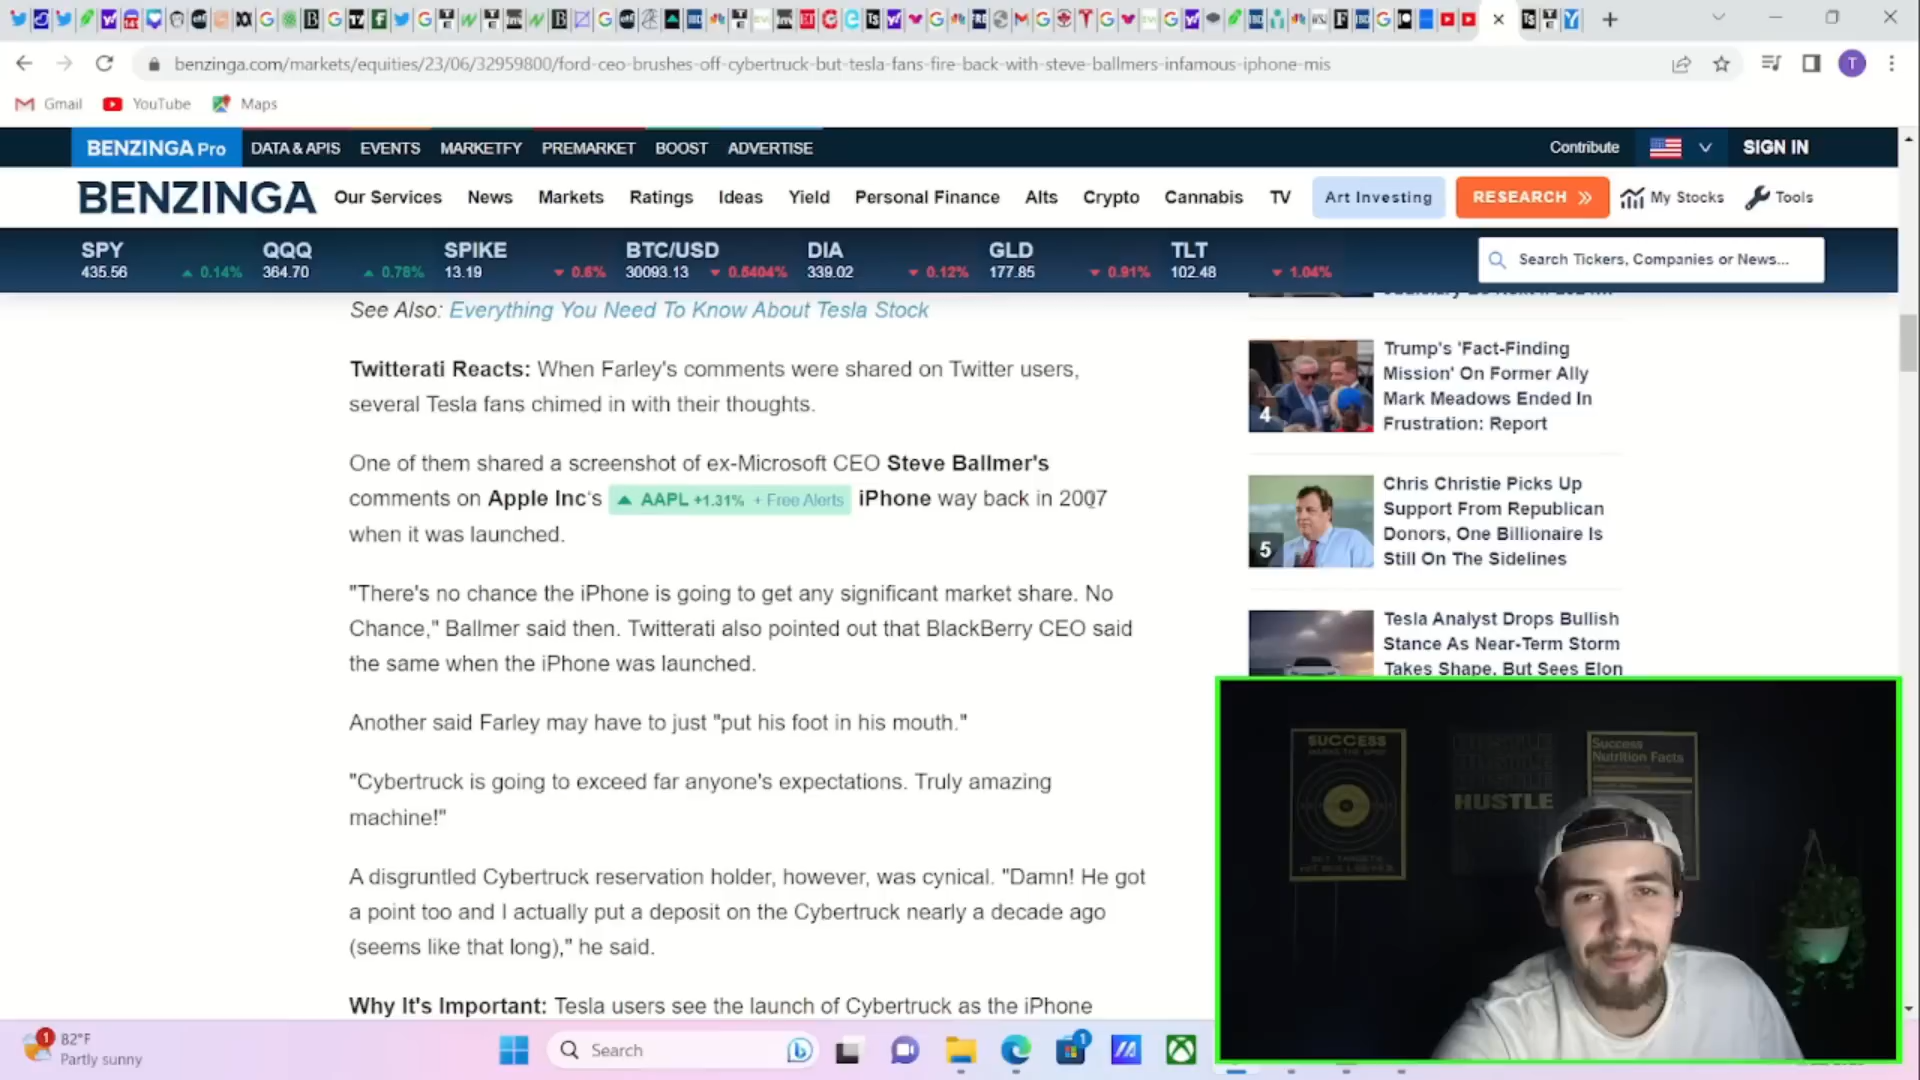 benzinga.com/markets/equities/23/06/32959800/ford-ceo-brushes-off-cybertruck-but-tesla-fans-fire-back-with-steve-ballmers-infamous-iphone-mis
T
Gmail YouTube Maps
BENZINGA Pro DATA & APIS EVENTS MARKETFY PREMARKET BOOST ADVERTISE Contribute SIGN IN
BENZINGA Our Services News Markets Ratings Ideas Yield Personal Finance Alts Crypto Cannabis TV Art Investing RESEARCH My Stocks Tools
SPY QQQ SPIKE BTC/USD DIA GLD TLT
435.56 0.14% 364.70 0.78% 13.19 0.6% 30093.13 0.5404% 339.02 0.12% 177.85 0.91% 102.48 1.04%
Search Tickers, Companies or News...
See Also: Everything You Need To Know About Tesla Stock
Twitterati Reacts: When Farley's comments were shared on Twitter users,
several Tesla fans chimed in with their thoughts.
One of them shared a screenshot of ex-Microsoft CEO Steve Ballmer's
comments on Apple Inc's AAPL +1.31% + Free Alerts iPhone way back in 2007
when it was launched.
"There's no chance the iPhone is going to get any significant market share. No
Chance," Ballmer said then. Twitterati also pointed out that BlackBerry CEO said
the same when the iPhone was launched.
Another said Farley may have to just "put his foot in his mouth."
"Cybertruck is going to exceed far anyone's expectations. Truly amazing
machine!"
A disgruntled Cybertruck reservation holder, however, was cynical. "Damn! He got
a point too and I actually put a deposit on the Cybertruck nearly a decade ago
(seems like that long)," he said.
Why It's Important: Tesla users see the launch of Cybertruck as the iPhone
4
Trump's 'Fact-Finding
Mission' On Former Ally
Mark Meadows Ended In
Frustration: Report
5
Chris Christie Picks Up
Support From Republican
Donors, One Billionaire Is
Still On The Sidelines
Tesla Analyst Drops Bullish
Stance As Near-Term Storm
Takes Shape, But Sees Elon
SUCCESS
HUSTLE
HUSTLE
HUSTLE
HUSTLE
Success
Nutrition Facts
1
82°F
Partly sunny
Search
1